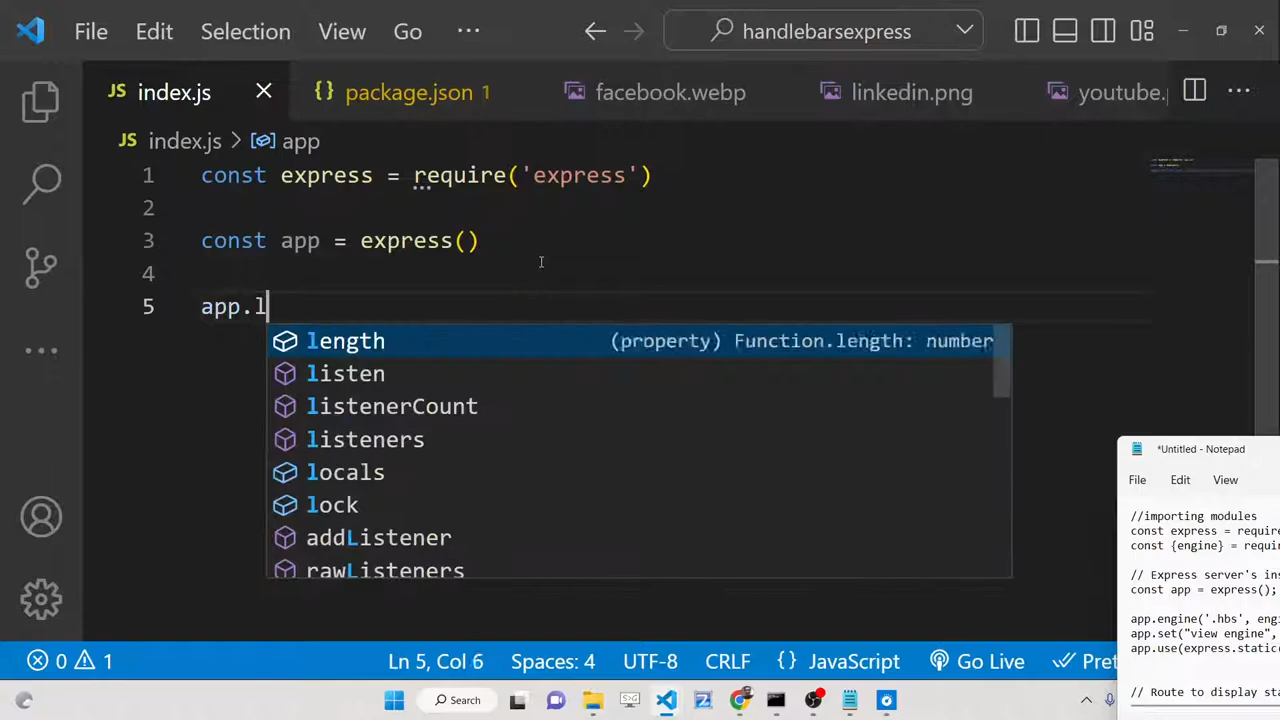 File Edit Selection View Go ··· handlebarsexpress
JS index.js {} package.json 1 facebook.webp linkedin.png youtube.p ···
JS index.js > app
1 const express = require('express')
2
3 const app = express()
4
5 app.l
length (property) Function.length: number
listen
listenerCount
listeners
locals
lock
addListener
rawListeners
*Untitled - Notepad
File Edit View
//importing modules
const express = require
const {engine} = requir
// Express server's ins
const app = express();
app.engine('.hbs', engi
app.set("view engine",
app.use(express.static(
// Route to display sta
0 1 Ln 5, Col 6 Spaces: 4 UTF-8 CRLF {} JavaScript Go Live Pret
Search